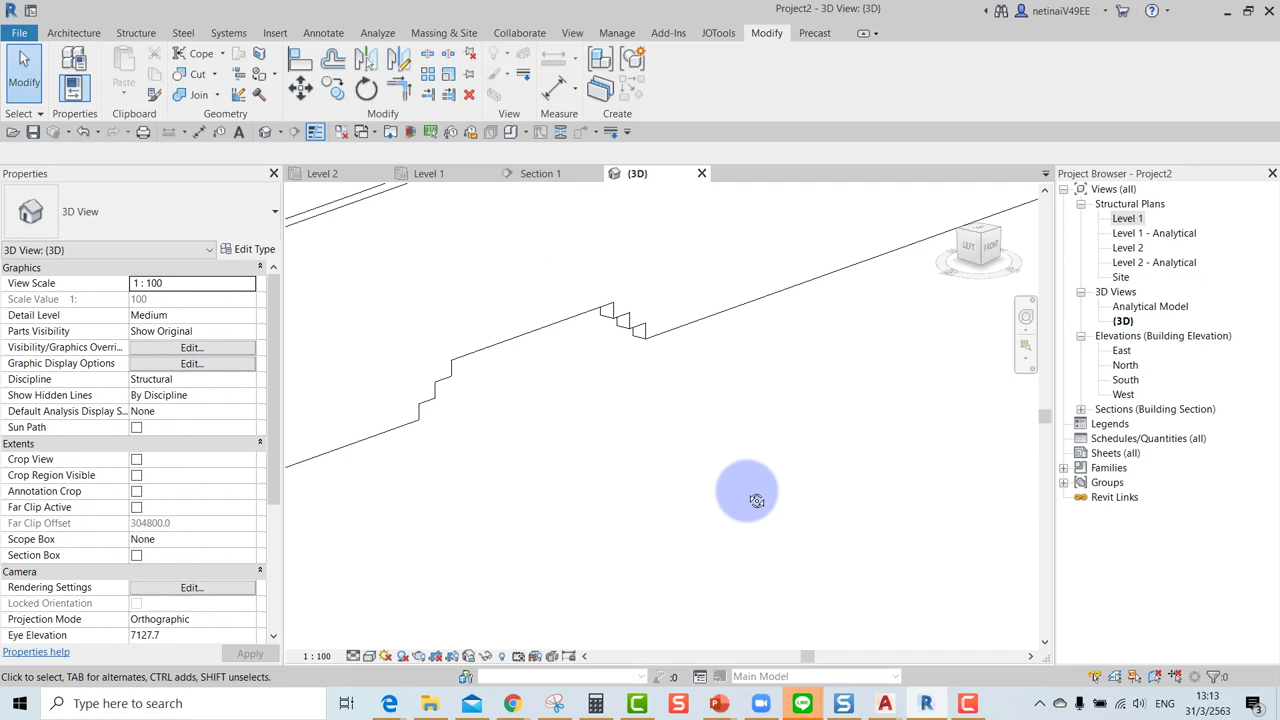 Project2 - 3D View: {3D}
netinaiV49EE
File Architecture Structure Steel Systems Insert Annotate Analyze Massing & Site Collaborate View Manage Add-Ins JOTools Modify Precast
Modify
Paste
Cope
Cut
Join
Select Properties Clipboard Geometry Modify View Measure Create
Level 2
Level 1
Section 1
{3D}
Properties
3D View
3D View: {3D}
Edit Type
Graphics
View Scale 1 : 100
Scale Value 1: 100
Detail Level Medium
Parts Visibility Show Original
Visibility/Graphics Overri... Edit...
Graphic Display Options Edit...
Discipline Structural
Show Hidden Lines By Discipline
Default Analysis Display S... None
Sun Path
Extents
Crop View
Crop Region Visible
Annotation Crop
Far Clip Active
Far Clip Offset 304800.0
Scope Box None
Section Box
Camera
Rendering Settings Edit...
Locked Orientation
Projection Mode Orthographic
Eye Elevation 7127.7
Properties help
Apply
LEFT FRONT
Project Browser - Project2
Views (all)
Structural Plans
Level 1
Level 1 - Analytical
Level 2
Level 2 - Analytical
Site
3D Views
Analytical Model
{3D}
Elevations (Building Elevation)
East
North
South
West
Sections (Building Section)
Legends
Schedules/Quantities (all)
Sheets (all)
Families
Groups
Revit Links
1 : 100
Click to select, TAB for alternates, CTRL adds, SHIFT unselects.
:0
Main Model
:0
Type here to search
ENG
13:13
31/3/2563